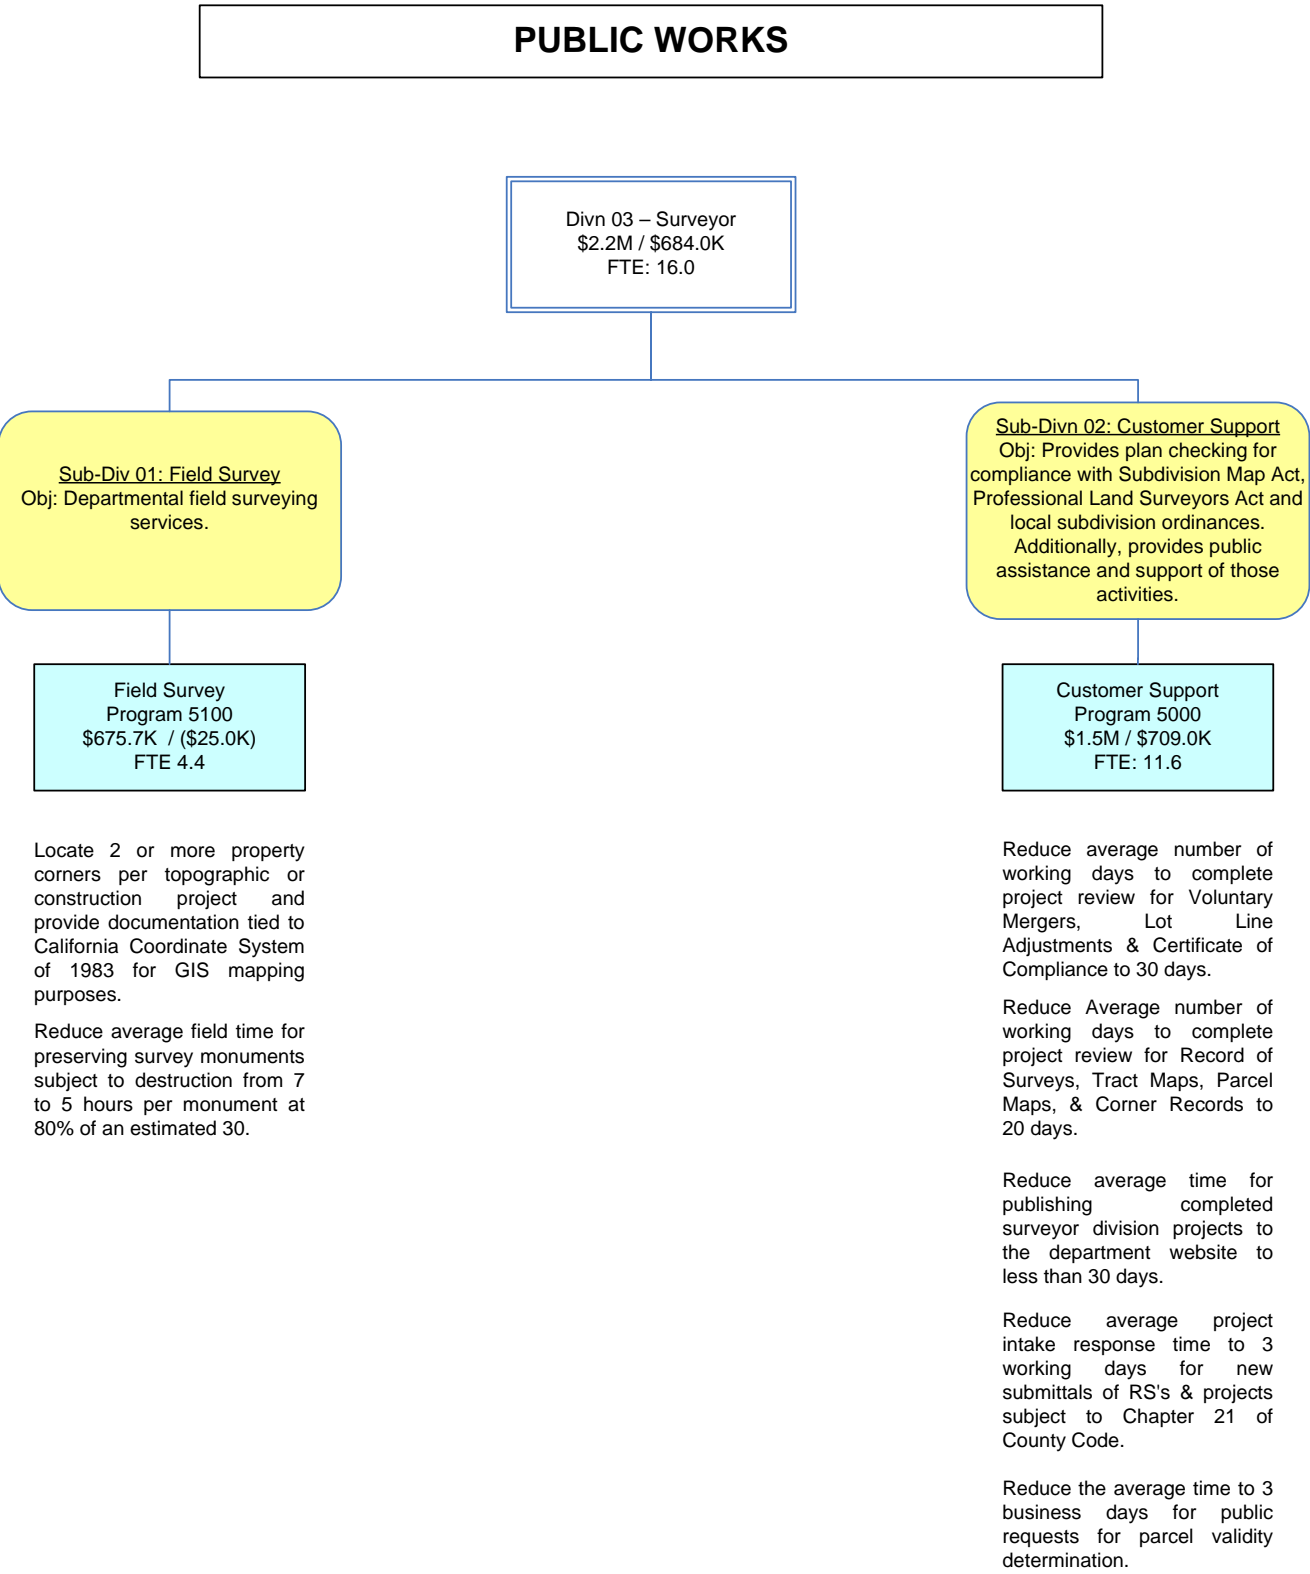 PUBLIC WORKS
Divn 03 – Surveyor
$2.2M / $684.0K
FTE: 16.0
Sub-Div 01: Field Survey
Obj: Departmental field surveying
services.
Field Survey
Program 5100
$675.7K  / ($25.0K)
FTE 4.4
Locate 2 or more property
corners per topographic or
construction project and
provide documentation tied to
California Coordinate System
of 1983 for GIS mapping
purposes.
Reduce average field time for
preserving survey monuments
subject to destruction from 7
to 5 hours per monument at
80% of an estimated 30.
Sub-Divn 02: Customer Support
Obj: Provides plan checking for
compliance with Subdivision Map Act,
Professional Land Surveyors Act and
local subdivision ordinances.
Additionally, provides public
assistance and support of those
activities.
Customer Support
Program 5000
$1.5M / $709.0K
FTE: 11.6
Reduce average number of
working days to complete
project review for Voluntary
Mergers, Lot Line
Adjustments & Certificate of
Compliance to 30 days.
Reduce Average number of
working days to complete
project review for Record of
Surveys, Tract Maps, Parcel
Maps, & Corner Records to
20 days.
Reduce average time for
publishing completed
surveyor division projects to
the department website to
less than 30 days.
Reduce average project
intake response time to 3
working days for new
submittals of RS's & projects
subject to Chapter 21 of
County Code.
Reduce the average time to 3
business days for public
requests for parcel validity
determination.